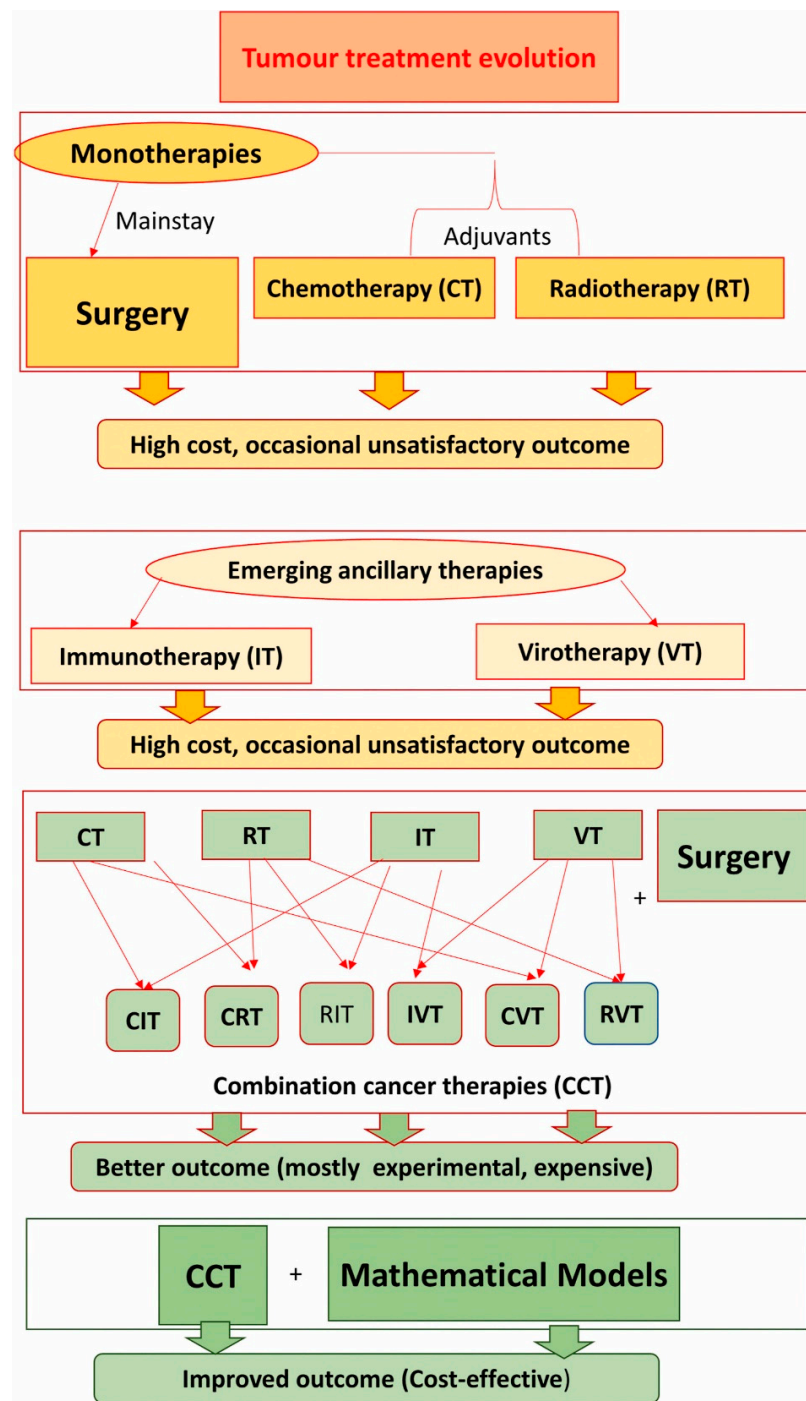 Tumour treatment evolution
Monotherapies
Mainstay
Adjuvants
Surgery
Chemotherapy (CT)
Radiotherapy (RT)
High cost, occasional unsatisfactory outcome
Emerging ancillary therapies
Immunotherapy (IT)
Virotherapy (VT)
High cost, occasional unsatisfactory outcome
CT
RT
IT
VT
+
Surgery
CIT
CRT
RIT
IVT
CVT
RVT
Combination cancer therapies (CCT)
Better outcome (mostly experimental, expensive)
CCT
+
Mathematical Models
Improved outcome (Cost-effective)